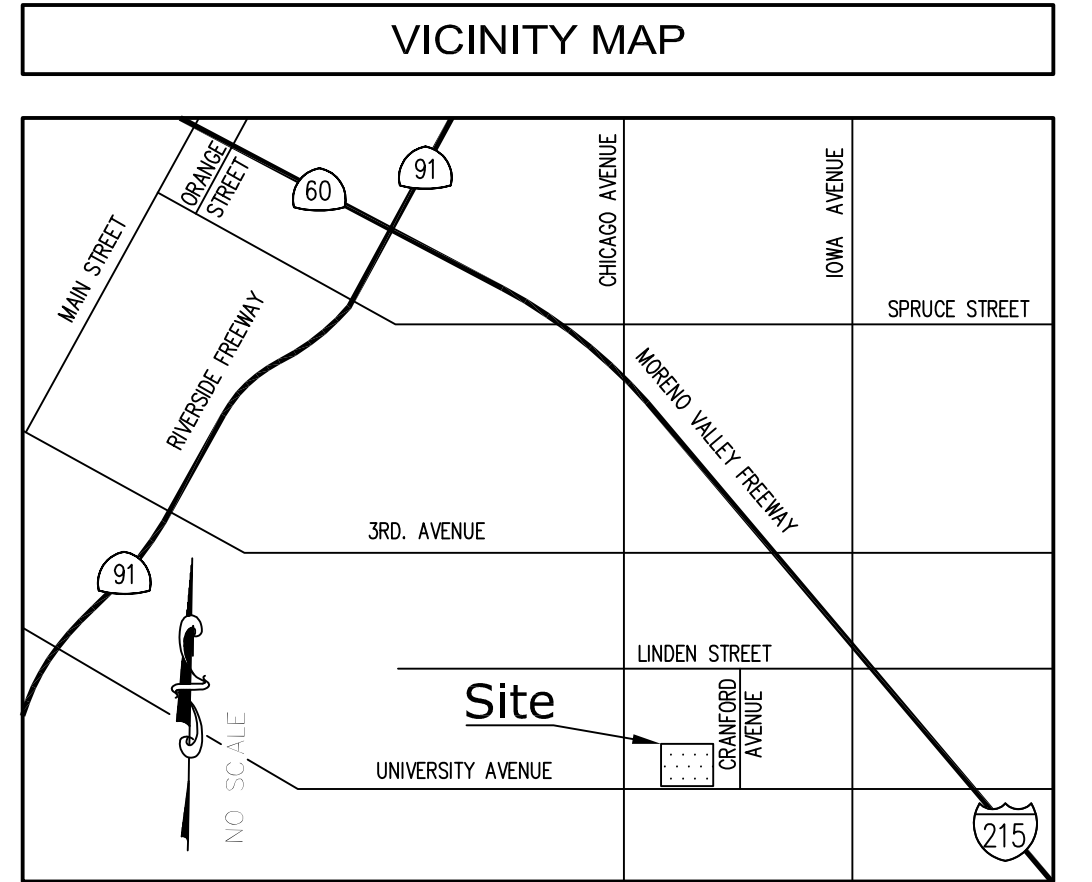 VICINITY MAP
ORANGE
STREET
60
91
CHICAGO AVENUE
IOWA AVENUE
MAIN STREET
SPRUCE STREET
RIVERSIDE FREEWAY
MORENO VALLEY FREEWAY
3RD. AVENUE
91
LINDEN STREET
Site
CRANFORD
AVENUE
NO SCALE
UNIVERSITY AVENUE
215